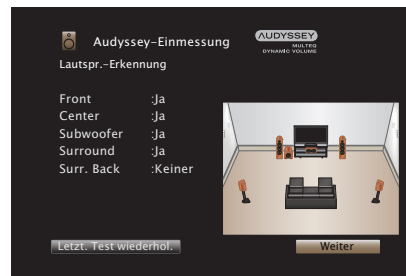 Audyssey-Einmessung
AUDYSSEY
MULTEQ
DYNAMIC VOLUME
Lautspr.-Erkennung
Front :Ja
Center :Ja
Subwoofer :Ja
Surround :Ja
Surr. Back :Keiner
Letzt. Test wiederhol.
Weiter